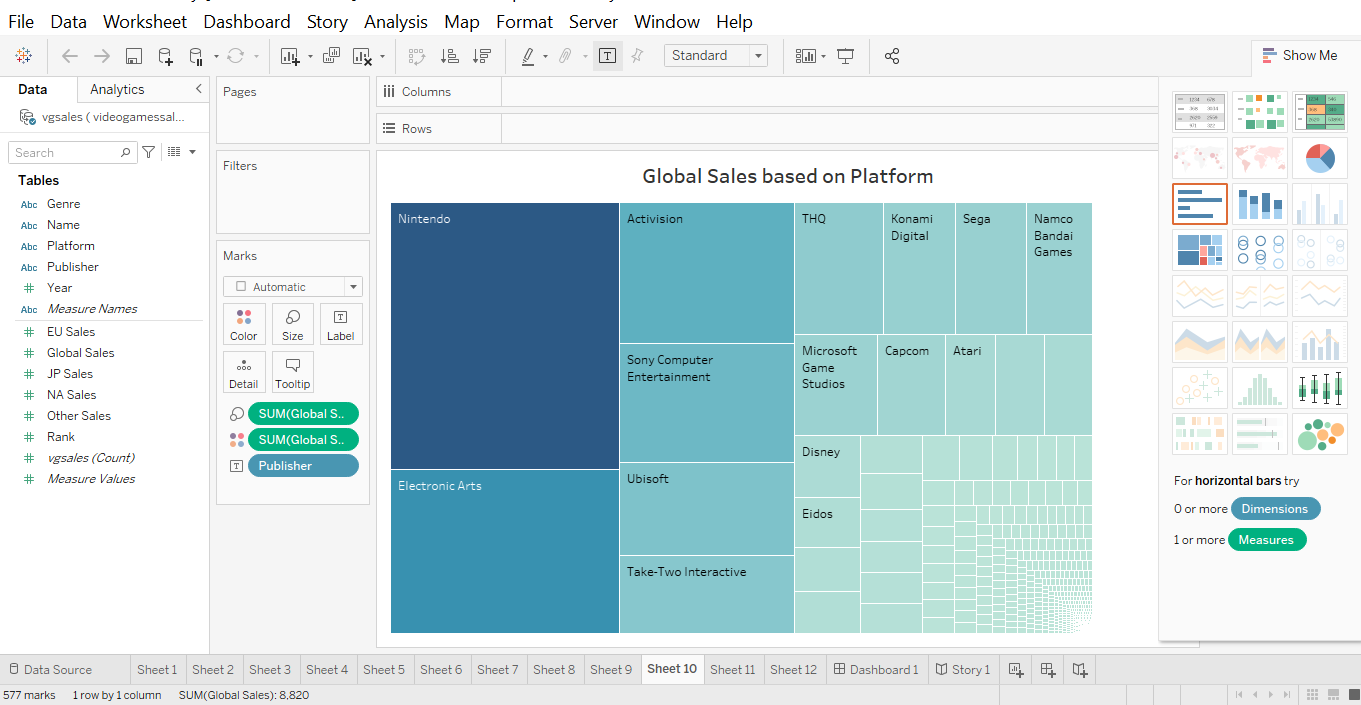 File Data Worksheet Dashboard Story Analysis Map Format Server Window Help
Standard
Show Me
Data Analytics
vgsales ( videogamessal...
Search
Tables
Abc Genre
Abc Name
Abc Platform
Abc Publisher
Year
Abc Measure Names
EU Sales
Global Sales
JP Sales
NA Sales
Other Sales
Rank
vgsales (Count)
Measure Values
Pages
Filters
Marks
Automatic
Color Size Label
Detail Tooltip
SUM(Global S..
SUM(Global S..
Publisher
Columns
Rows
Global Sales based on Platform
Nintendo
Electronic Arts
Activision
Sony Computer
Entertainment
Ubisoft
Take-Two Interactive
THQ
Konami
Digital
Sega
Namco
Bandai
Games
Microsoft
Game
Studios
Capcom
Atari
Disney
Eidos
For horizontal bars try
0 or more Dimensions
1 or more Measures
Data Source Sheet 1 Sheet 2 Sheet 3 Sheet 4 Sheet 5 Sheet 6 Sheet 7 Sheet 8 Sheet 9 Sheet 10 Sheet 11 Sheet 12 Dashboard 1 Story 1
577 marks 1 row by 1 column SUM(Global Sales): 8,820